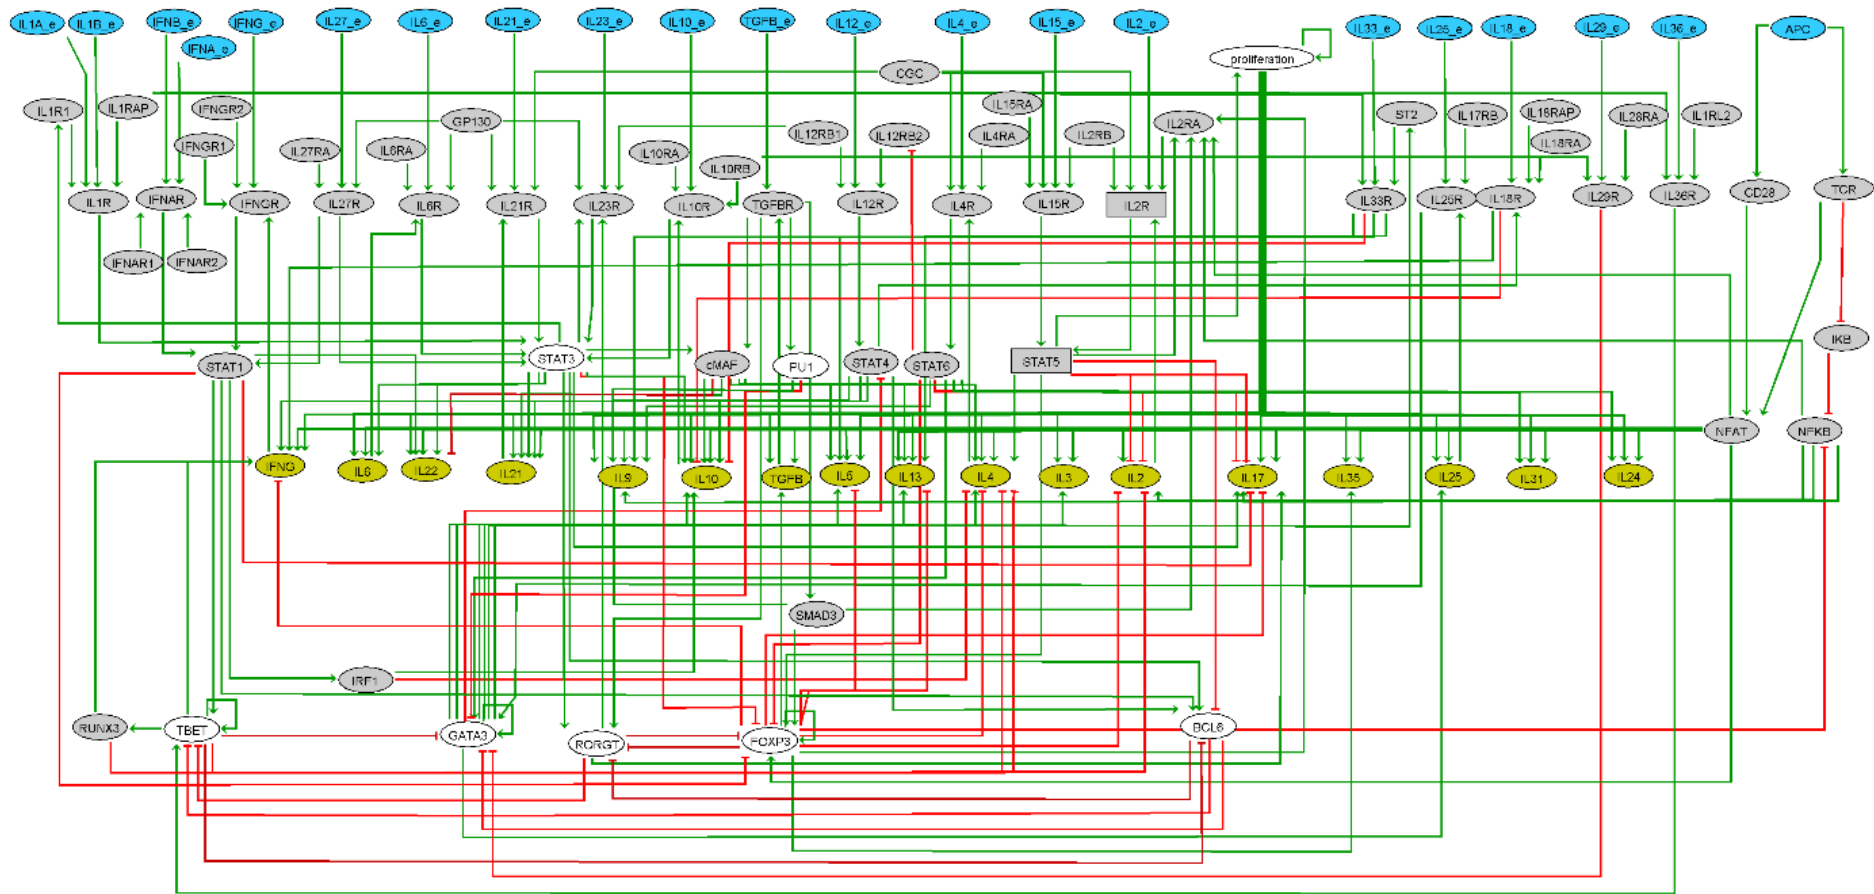 IL1A_e IL1B_e IFNB_e IFNG_e IL27_e IL6_e IL21_e IL23_e IL10_e TGFB_e IL12_e IL4_e IL15_e IL2_e IL33_e IL25_e IL18_e IL29_e IL36_e APC
IFNA_e
proliferation
CGC
IL1R1 IL1RAP IFNGR2 IL15RA ST2 IL17RB IL18RAP IL28RA IL1RL2
GP130 IL12RB1 IL12RB2 IL4RA IL2RB IL2RA
IFNGR1 IL27RA IL6RA IL10RA IL10RB IL18RA
IL1R IFNAR IFNGR IL27R IL6R IL21R IL23R IL10R TGFBR IL12R IL4R IL15R IL2R IL33R IL25R IL18R IL29R IL36R CD28 TCR
IFNAR1 IFNAR2
IKB
STAT1 STAT3 cMAF PU1 STAT4 STAT6 STAT5
NFAT NFKB
IFNG IL6 IL22 IL21 IL9 IL10 TGFB IL5 IL13 IL4 IL3 IL2 IL17 IL35 IL25 IL31 IL24
SMAD3
IRF1
RUNX3 TBET GATA3 RORGT FOXP3 BCL6